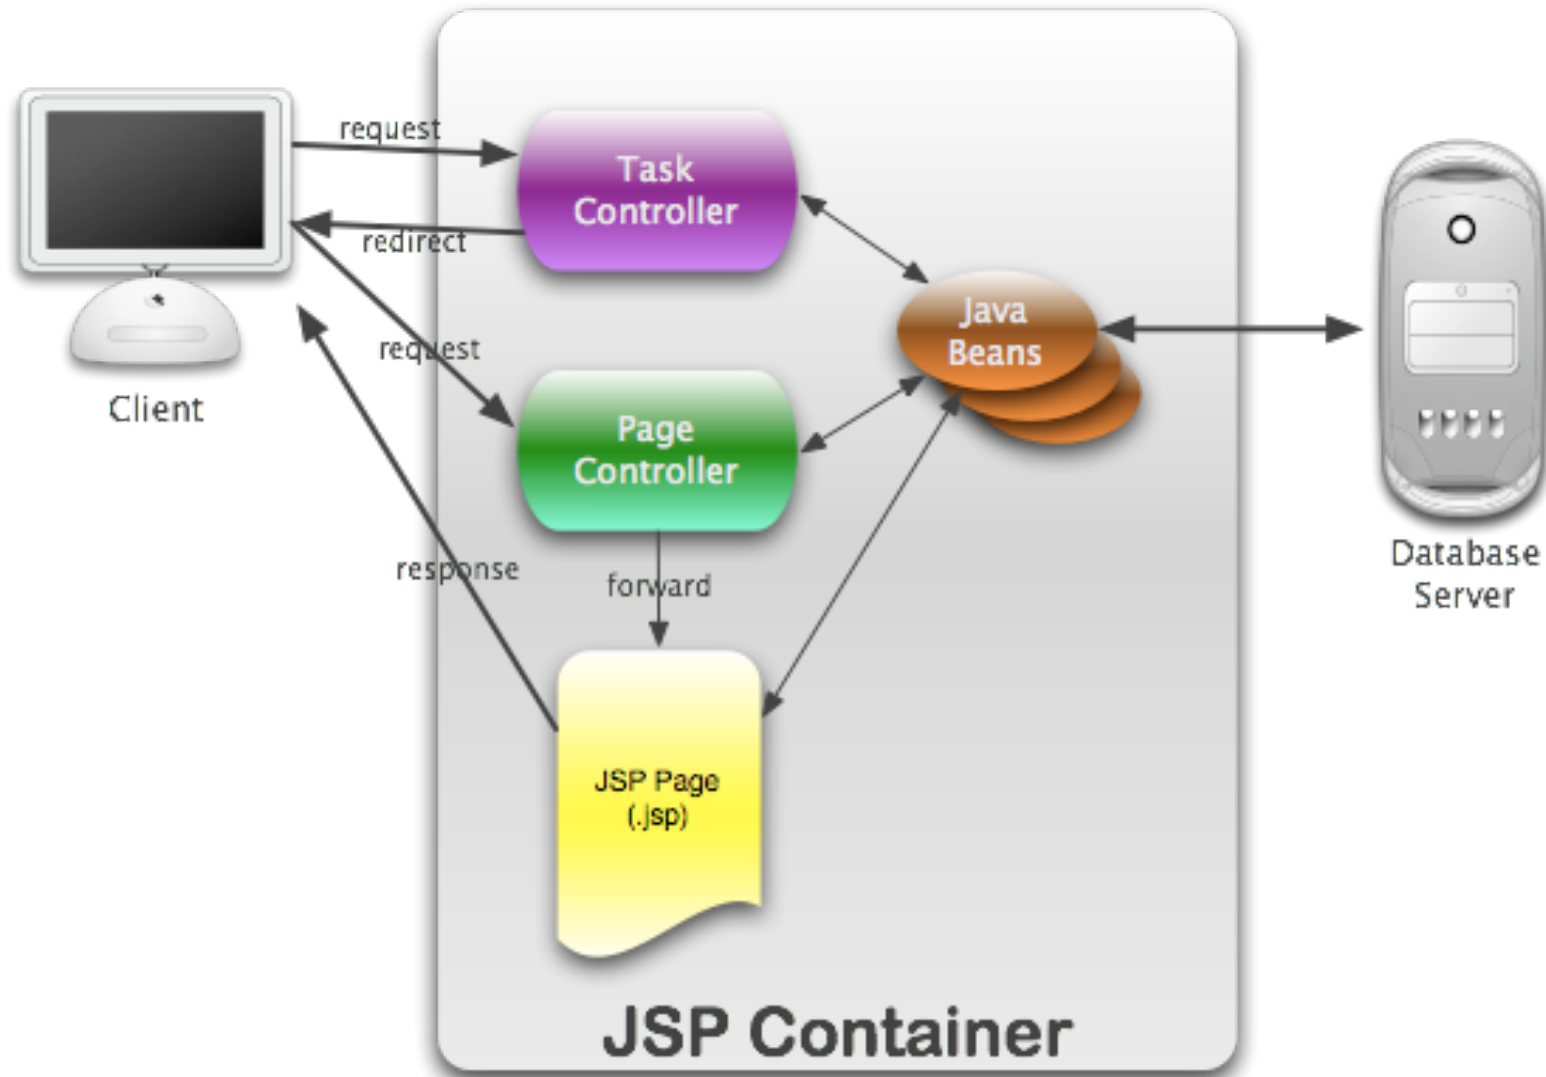 request
Task
Controller
redirect
Java
Beans
request
Client
Page
Controller
Database
Server
response
forward
JSP Page
(.jsp)
JSP Container